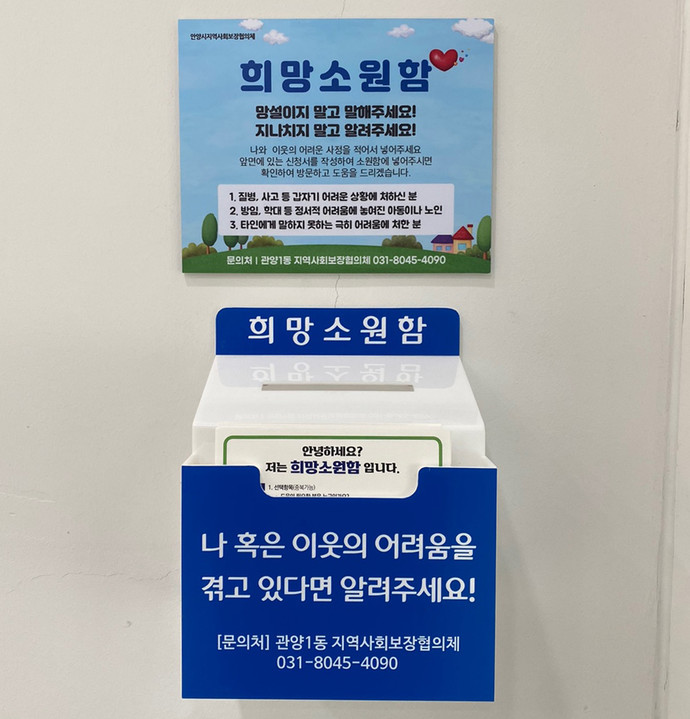 안양시지역사회보장협의체
희망소원함
망설이지 말고 말해주세요!
지나치지 말고 알려주세요!
나와 이웃의 어려운 사정을 적어서 넣어주세요
앞면에 있는 신청서를 작성하여 소원함에 넣어주시면
확인하여 방문하고 도움을 드리겠습니다.
1. 질병, 사고 등 갑자기 어려운 상황에 처하신 분
2. 방임, 학대 등 정서적 어려움에 놓여진 아동이나 노인
3. 타인에게 말하지 못하는 극히 어려움에 처한 분
문의처 | 관양1동 지역사회보장협의체 031-8045-4090
희망소원함
안녕하세요?
저는 희망소원함 입니다.
1. 선택항목(중복가능)
나 혹은 이웃의 어려움을
겪고 있다면 알려주세요!
[문의처] 관양1동 지역사회보장협의체
031-8045-4090